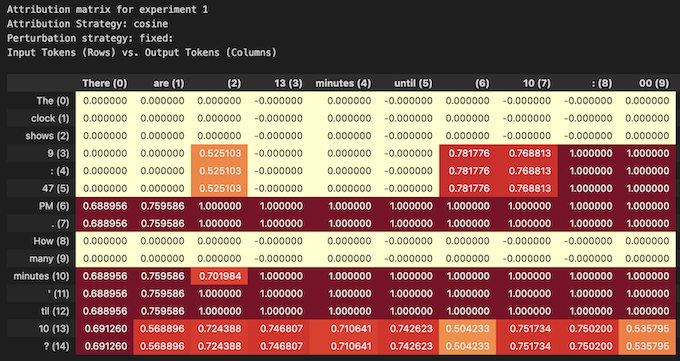 Attribution matrix for experiment 1
Attribution Strategy: cosine
Perturbation strategy: fixed:
Input Tokens (Rows) vs. Output Tokens (Columns)
There (0) are (1) (2) 13 (3) minutes (4) until (5) (6) 10 (7) : (8) 00 (9)
The (0) 0.000000 0.000000 0.000000 -0.000000 0.000000 -0.000000 0.000000 0.000000 -0.000000 0.000000
clock (1) 0.000000 0.000000 0.000000 -0.000000 0.000000 -0.000000 0.000000 0.000000 -0.000000 0.000000
shows (2) 0.000000 0.000000 0.000000 -0.000000 0.000000 -0.000000 0.000000 0.000000 -0.000000 0.000000
9 (3) 0.000000 0.000000 0.525103 -0.000000 0.000000 -0.000000 0.781776 0.768813 1.000000 1.000000
: (4) 0.000000 0.000000 0.525103 -0.000000 0.000000 -0.000000 0.781776 0.768813 1.000000 1.000000
47 (5) 0.000000 0.000000 0.525103 -0.000000 0.000000 -0.000000 0.781776 0.768813 1.000000 1.000000
PM (6) 0.688956 0.759586 1.000000 1.000000 1.000000 1.000000 1.000000 1.000000 1.000000 1.000000
. (7) 0.688956 0.759586 1.000000 1.000000 1.000000 1.000000 1.000000 1.000000 1.000000 1.000000
How (8) 0.000000 0.000000 0.000000 -0.000000 0.000000 -0.000000 0.000000 0.000000 -0.000000 0.000000
many (9) 0.000000 0.000000 0.000000 -0.000000 0.000000 -0.000000 0.000000 0.000000 -0.000000 0.000000
minutes (10) 0.688956 0.759586 0.701984 1.000000 1.000000 1.000000 1.000000 1.000000 1.000000 1.000000
' (11) 0.688956 0.759586 1.000000 1.000000 1.000000 1.000000 1.000000 1.000000 1.000000 1.000000
til (12) 0.688956 0.759586 1.000000 1.000000 1.000000 1.000000 1.000000 1.000000 1.000000 1.000000
10 (13) 0.691260 0.568896 0.724388 0.746807 0.710641 0.742623 0.504233 0.751734 0.750200 0.535795
? (14) 0.691260 0.568896 0.724388 0.746807 0.710641 0.742623 0.504233 0.751734 0.750200 0.535795